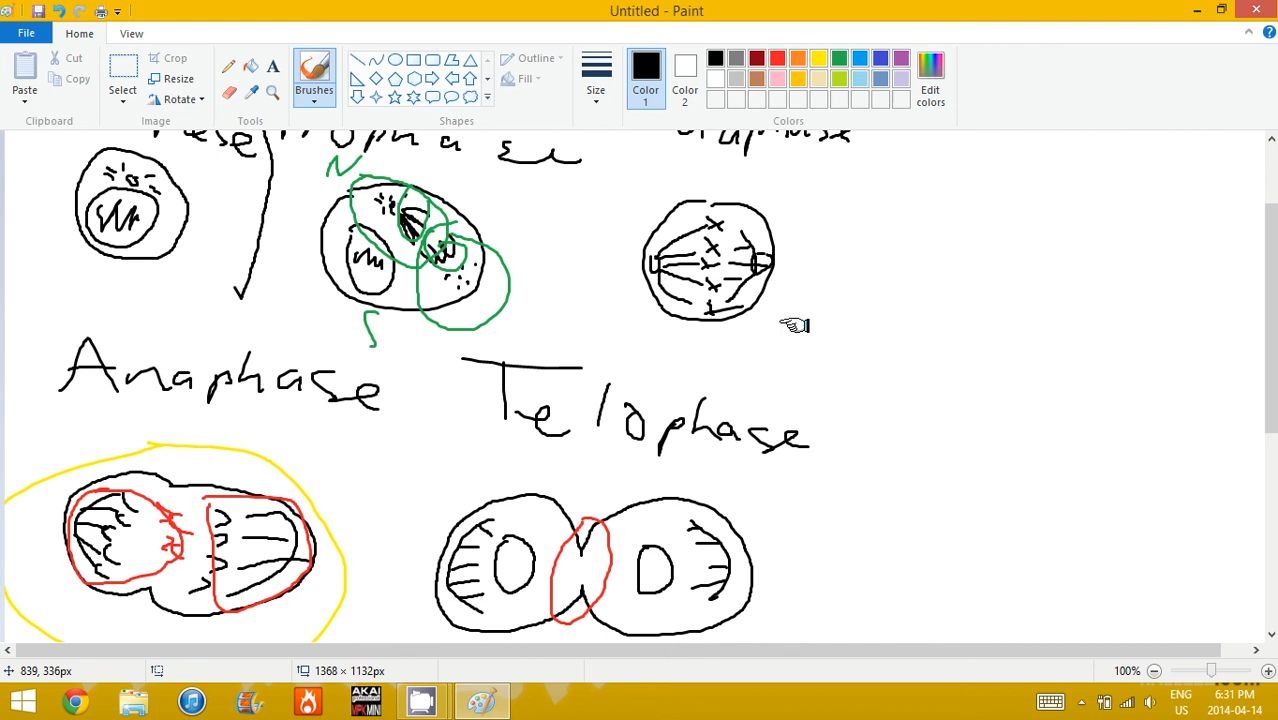 Untitled - Paint
File Home View
Paste
Cut
Copy
Clipboard
Select
Crop
Resize
Rotate
Image
Tools
Brushes
Shapes
Outline
Fill
Size
Color 1
Color 2
Edit colors
Colors
N
S
Anaphase
Telophase
839, 336px
1368 × 1132px
100%
AKAI
ENG
US
6:31 PM
2014-04-14